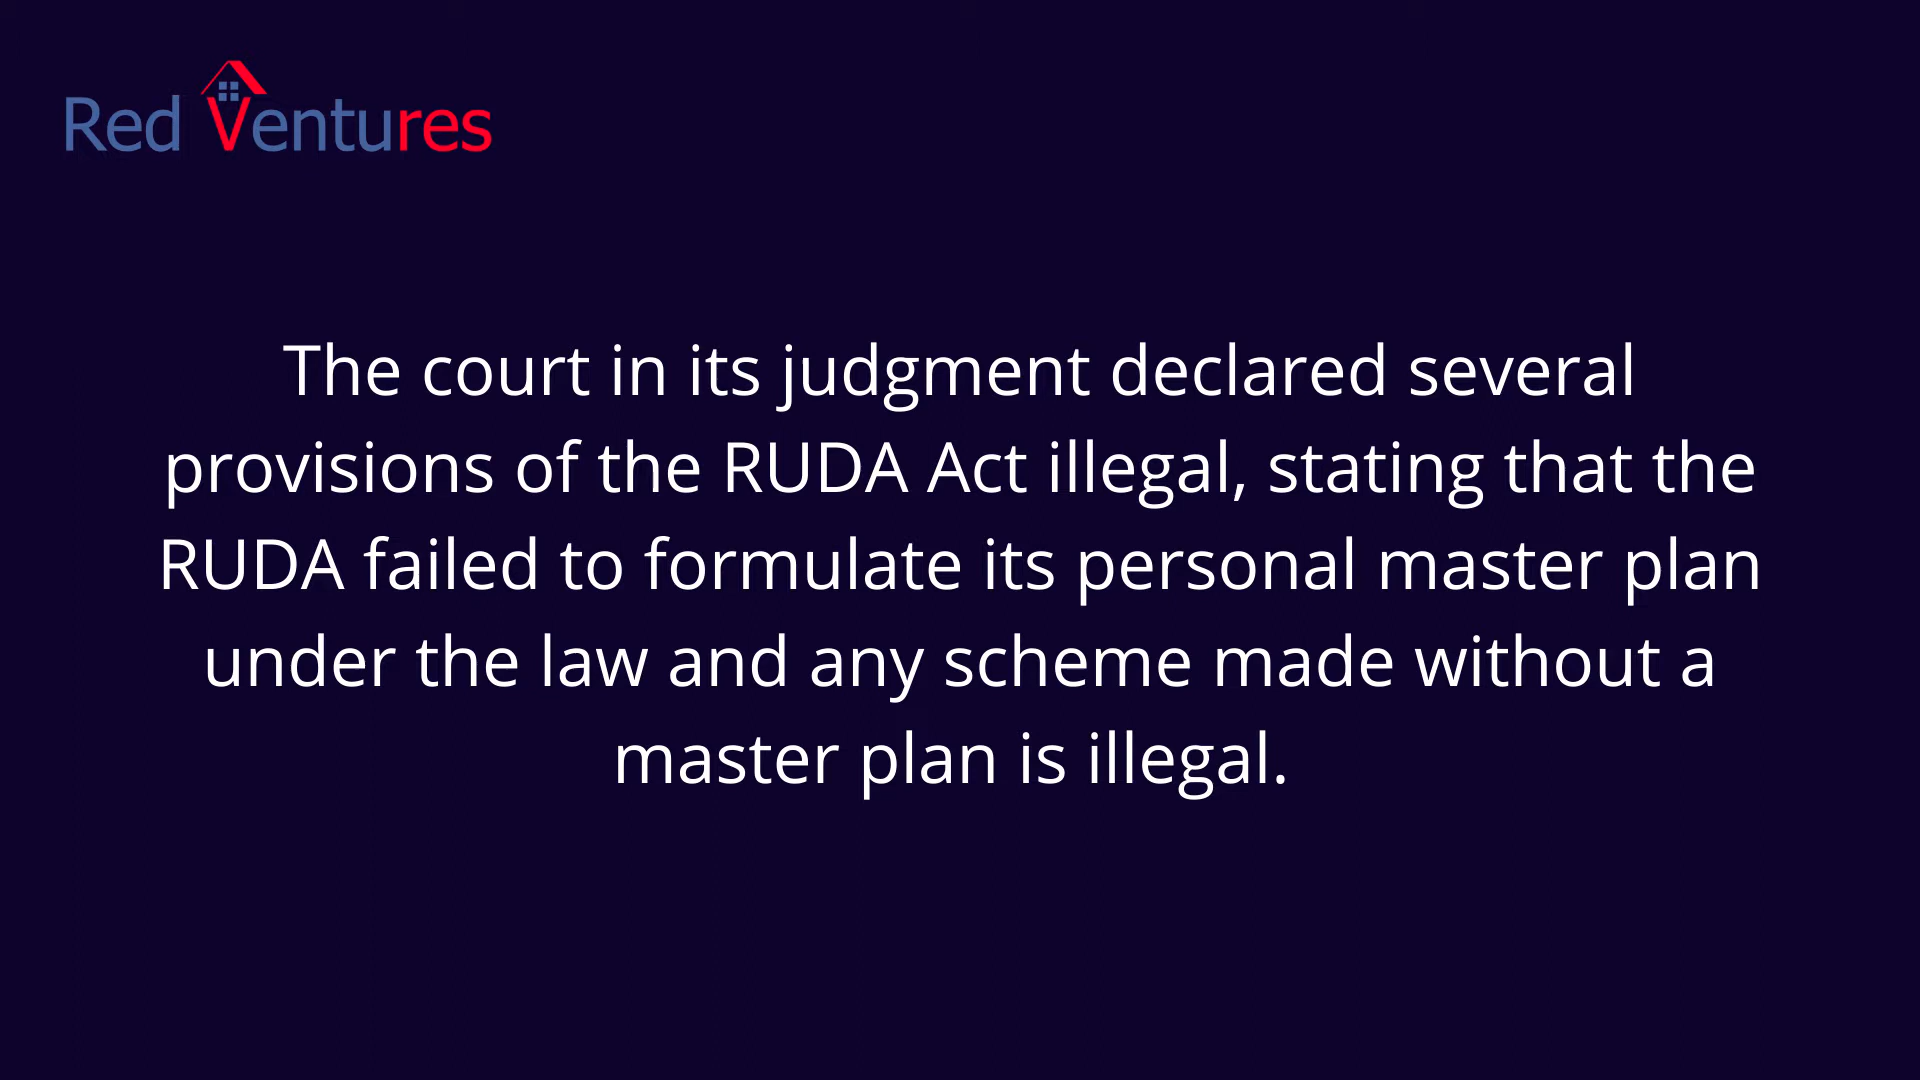 Red Ventures
The court in its judgment declared several
provisions of the RUDA Act illegal, stating that the
RUDA failed to formulate its personal master plan
under the law and any scheme made without a
master plan is illegal.